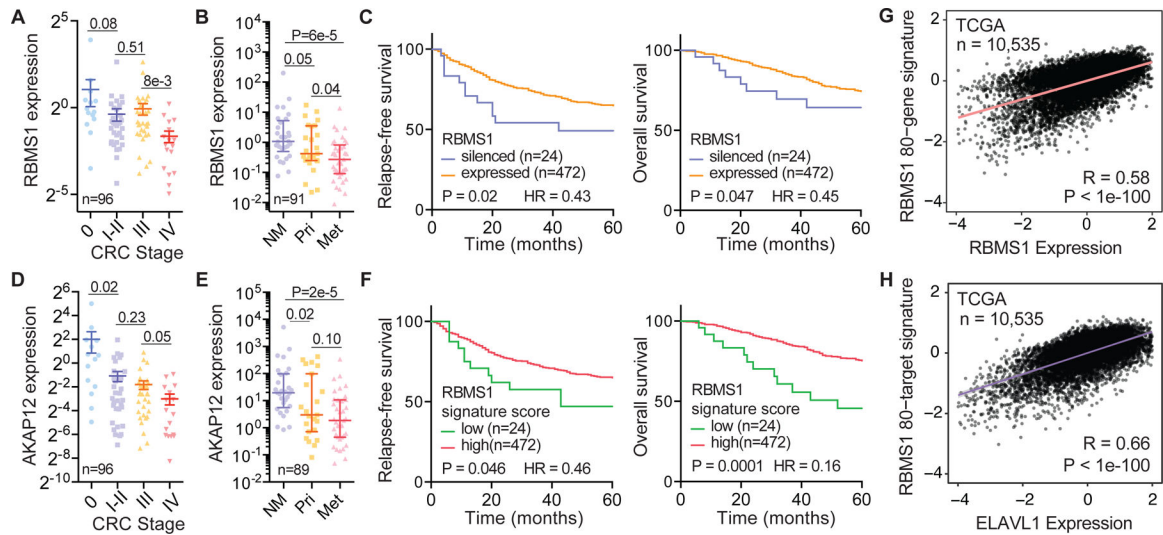 A
RBMS1 expression
2^5
2^0
2^-5
0.08
0.51
8e-3
n=96
0
I-II
III
IV
CRC Stage
B
RBMS1 expression
10^4
10^3
10^2
10^1
10^0
10^-1
10^-2
P=6e-5
0.05
0.04
n=91
NM
Pri
Met
C
Relapse-free survival
100
50
0
RBMS1
silenced (n=24)
expressed (n=472)
P = 0.02 HR = 0.43
0 20 40 60
Time (months)
Overall survival
100
50
0
RBMS1
silenced (n=24)
expressed (n=472)
P = 0.047 HR = 0.45
0 20 40 60
Time (months)
G
RBMS1 80-gene signature
TCGA
n = 10,535
2
0
-2
-4
R = 0.58
P < 1e-100
-4 -3 -2 -1 0 1 2
RBMS1 Expression
D
AKAP12 expression
2^6
2^4
2^2
2^0
2^-2
2^-4
2^-6
2^-8
2^-10
0.02
0.23
0.05
n=96
0
I-II
III
IV
CRC Stage
E
AKAP12 expression
10^5
10^4
10^3
10^2
10^1
10^0
10^-1
10^-2
P=2e-5
0.02
0.10
n=89
NM
Pri
Met
F
Relapse-free survival
100
50
0
RBMS1
signature score
low (n=24)
high(n=472)
P = 0.046 HR = 0.46
0 20 40 60
Time (months)
Overall survival
100
50
0
RBMS1
signature score
low (n=24)
high(n=472)
P = 0.0001 HR = 0.16
0 20 40 60
Time (months)
H
RBMS1 80-target signature
TCGA
n = 10,535
2
0
-2
-4
R = 0.66
P < 1e-100
-4 -3 -2 -1 0 1 2
ELAVL1 Expression